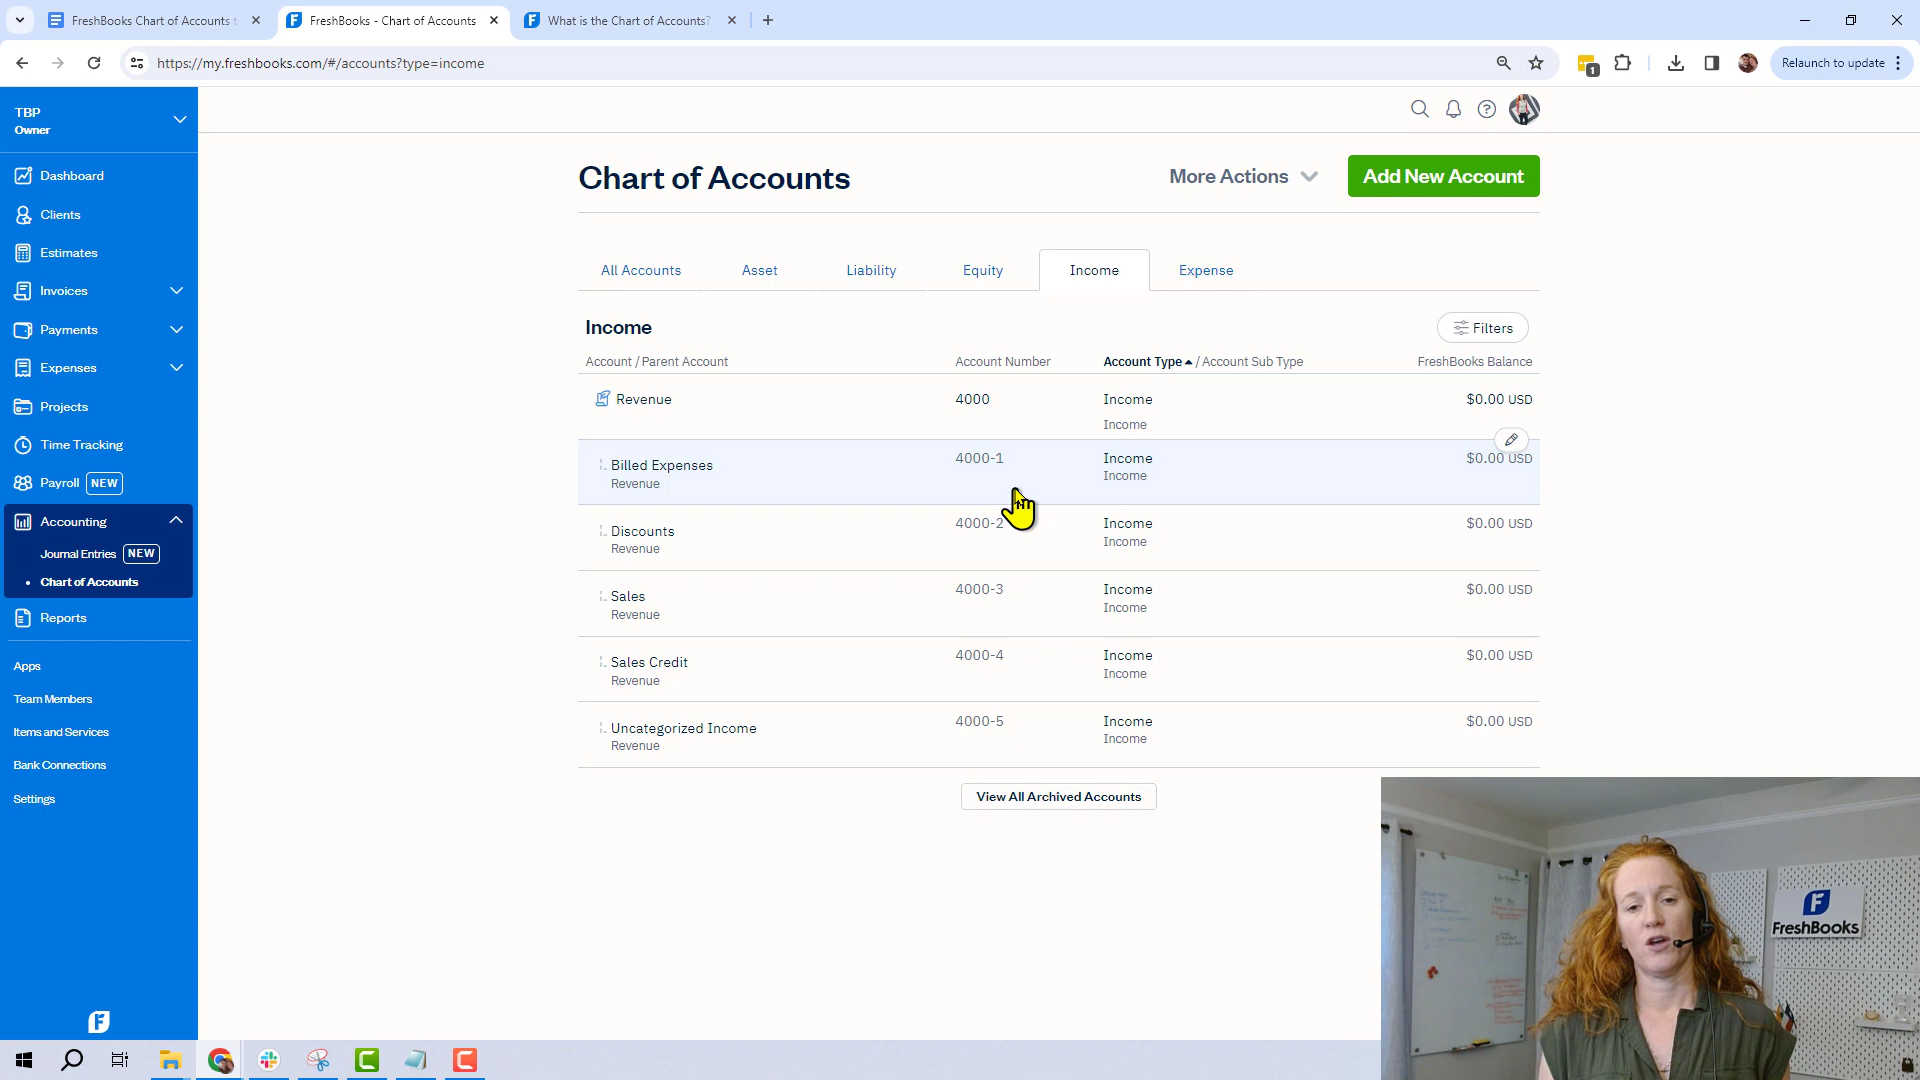 FreshBooks Chart of Accounts t
FreshBooks - Chart of Accounts
What is the Chart of Accounts?
https://my.freshbooks.com/#/accounts?type=income
1
Relaunch to update
TBP
Owner
Dashboard
Clients
Estimates
Invoices
Payments
Expenses
Projects
Time Tracking
Payroll NEW
Accounting
Journal Entries NEW
Chart of Accounts
Reports
Apps
Team Members
Items and Services
Bank Connections
Settings
Chart of Accounts
More Actions
Add New Account
All Accounts Asset Liability Equity Income Expense
Income
Filters
Account / Parent Account Account Number Account Type / Account Sub Type FreshBooks Balance
Revenue 4000 Income $0.00 USD
Income
Billed Expenses 4000-1 Income $0.00 USD
Revenue Income
Discounts 4000-2 Income $0.00 USD
Revenue Income
Sales 4000-3 Income $0.00 USD
Revenue Income
Sales Credit 4000-4 Income $0.00 USD
Revenue Income
Uncategorized Income 4000-5 Income $0.00 USD
Revenue Income
View All Archived Accounts
FreshBooks